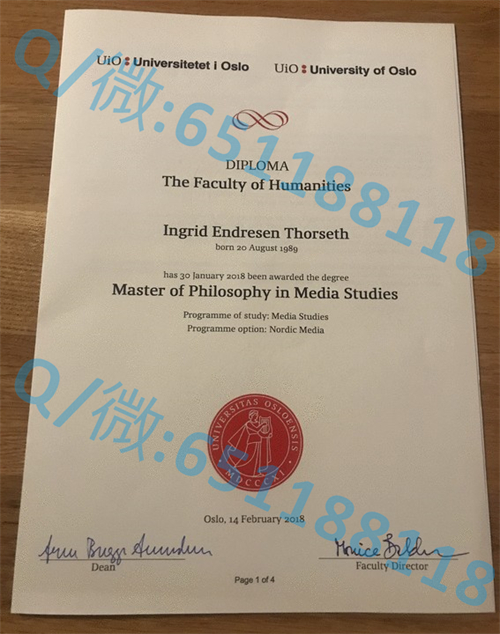 UiO : Universitetet i Oslo UiO : University of Oslo
DIPLOMA
The Faculty of Humanities
Ingrid Endresen Thorseth
born 20 August 1989
has 30 January 2018 been awarded the degree
Master of Philosophy in Media Studies
Programme of study: Media Studies
Programme option: Nordic Media
UNIVERSITAS OSLOENSIS
MDCCCXI
Oslo, 14 February 2018
Dean
Faculty Director
Page 1 of 4
Q/微:651188118
Q/微:651188118